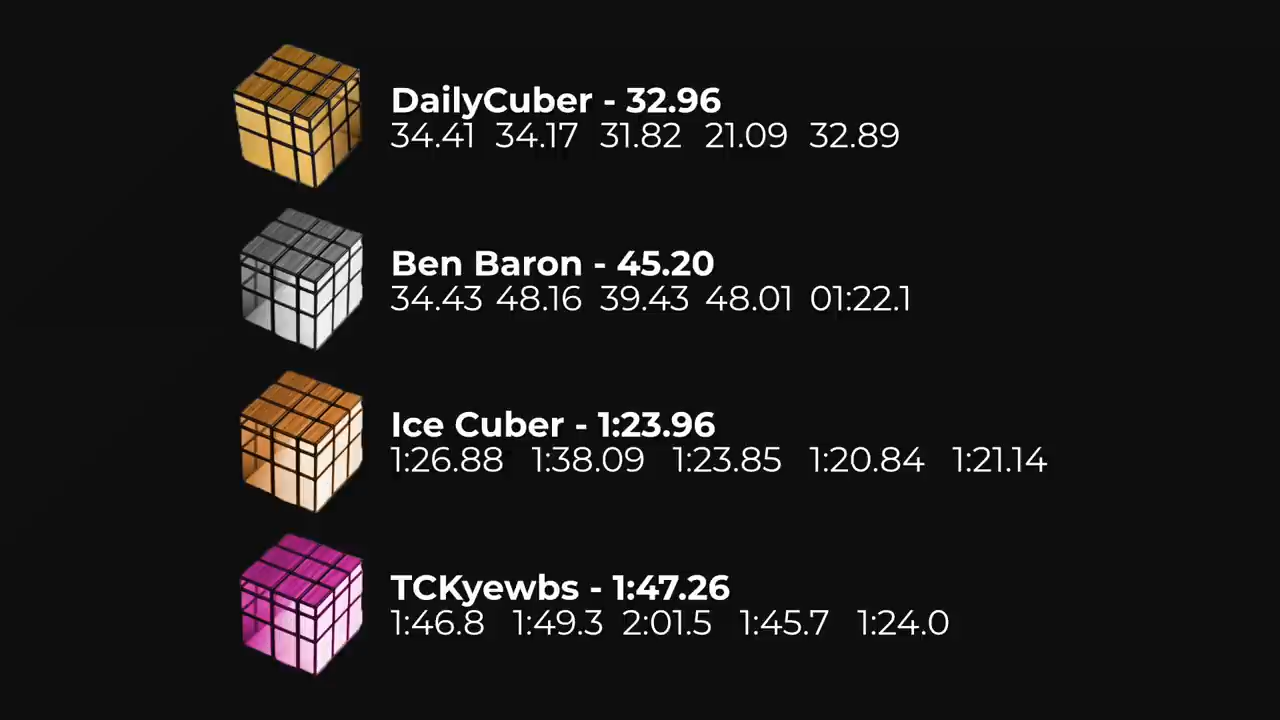 DailyCuber - 32.96
34.41 34.17 31.82 21.09 32.89
Ben Baron - 45.20
34.43 48.16 39.43 48.01 01:22.1
Ice Cuber - 1:23.96
1:26.88 1:38.09 1:23.85 1:20.84 1:21.14
TCKyewbs - 1:47.26
1:46.8 1:49.3 2:01.5 1:45.7 1:24.0